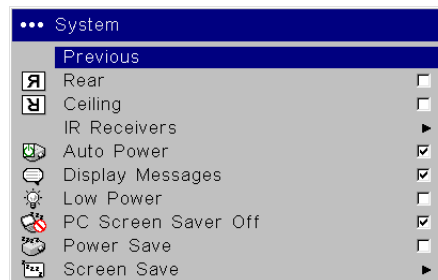 ••• System
Previous
Rear
Ceiling
IR Receivers
Auto Power
Display Messages
Low Power
PC Screen Saver Off
Power Save
Screen Save